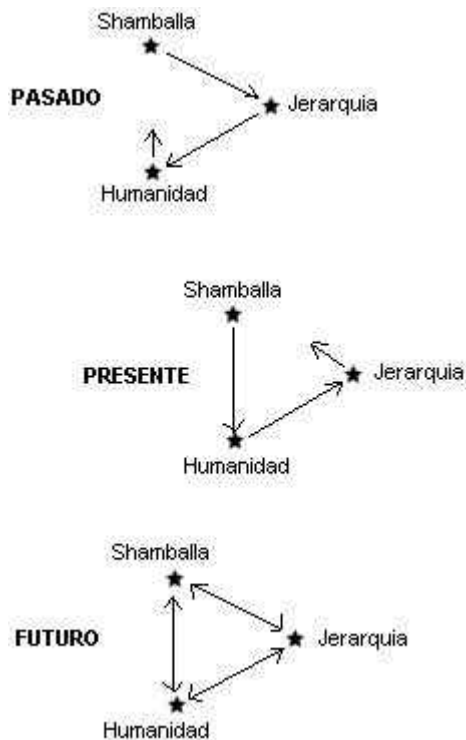 Shamballa
PASADO
Jerarquia
Humanidad
Shamballa
PRESENTE
Jerarquia
Humanidad
Shamballa
FUTURO
Jerarquia
Humanidad